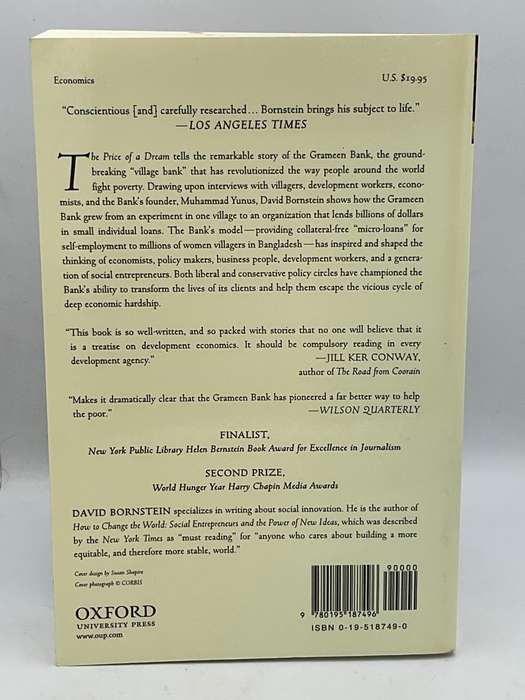 Economics
U.S. $19.95
“Conscientious [and] carefully researched... Bornstein brings his subject to life.”
—LOS ANGELES TIMES
The Price of a Dream tells the remarkable story of the Grameen Bank, the ground-
breaking “village bank” that has revolutionized the way people around the world
fight poverty. Drawing upon interviews with villagers, development workers, econo-
mists, and the Bank’s founder, Muhammad Yunus, David Bornstein shows how the Grameen
Bank grew from an experiment in one village to an organization that lends billions of dollars
in small individual loans. The Bank’s model—providing collateral-free “micro-loans” for
self-employment to millions of women villagers in Bangladesh—has inspired and shaped the
thinking of economists, policy makers, business people, development workers, and a genera-
tion of social entrepreneurs. Both liberal and conservative policy circles have championed the
Bank’s ability to transform the lives of its clients and help them escape the vicious cycle of
deep economic hardship.
“This book is so well-written, and so packed with stories that no one will believe that it
is a treatise on development economics. It should be compulsory reading in every
development agency.”
—JILL KER CONWAY,
author of The Road from Coorain
“Makes it dramatically clear that the Grameen Bank has pioneered a far better way to help
the poor.”
—WILSON QUARTERLY
FINALIST,
New York Public Library Helen Bernstein Book Award for Excellence in Journalism
SECOND PRIZE,
World Hunger Year Harry Chapin Media Awards
DAVID BORNSTEIN specializes in writing about social innovation. He is the author of
How to Change the World: Social Entrepreneurs and the Power of New Ideas, which was described
by the New York Times as “must reading” for “anyone who cares about building a more
equitable, and therefore more stable, world.”
Cover design by Susan Shapiro
Cover photograph © CORBIS
OXFORD
UNIVERSITY PRESS
www.oup.com
90000
9 780195 187496
ISBN 0-19-518749-0